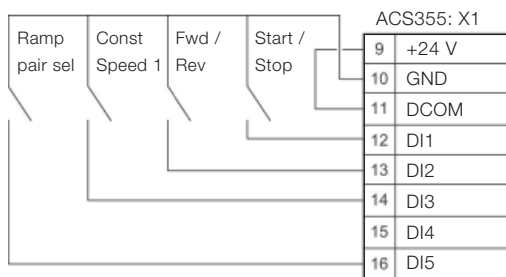 ACS355: X1
Ramp
pair sel
Const
Speed 1
Fwd /
Rev
Start /
Stop
9 +24 V
10 GND
11 DCOM
12 DI1
13 DI2
14 DI3
15 DI4
16 DI5